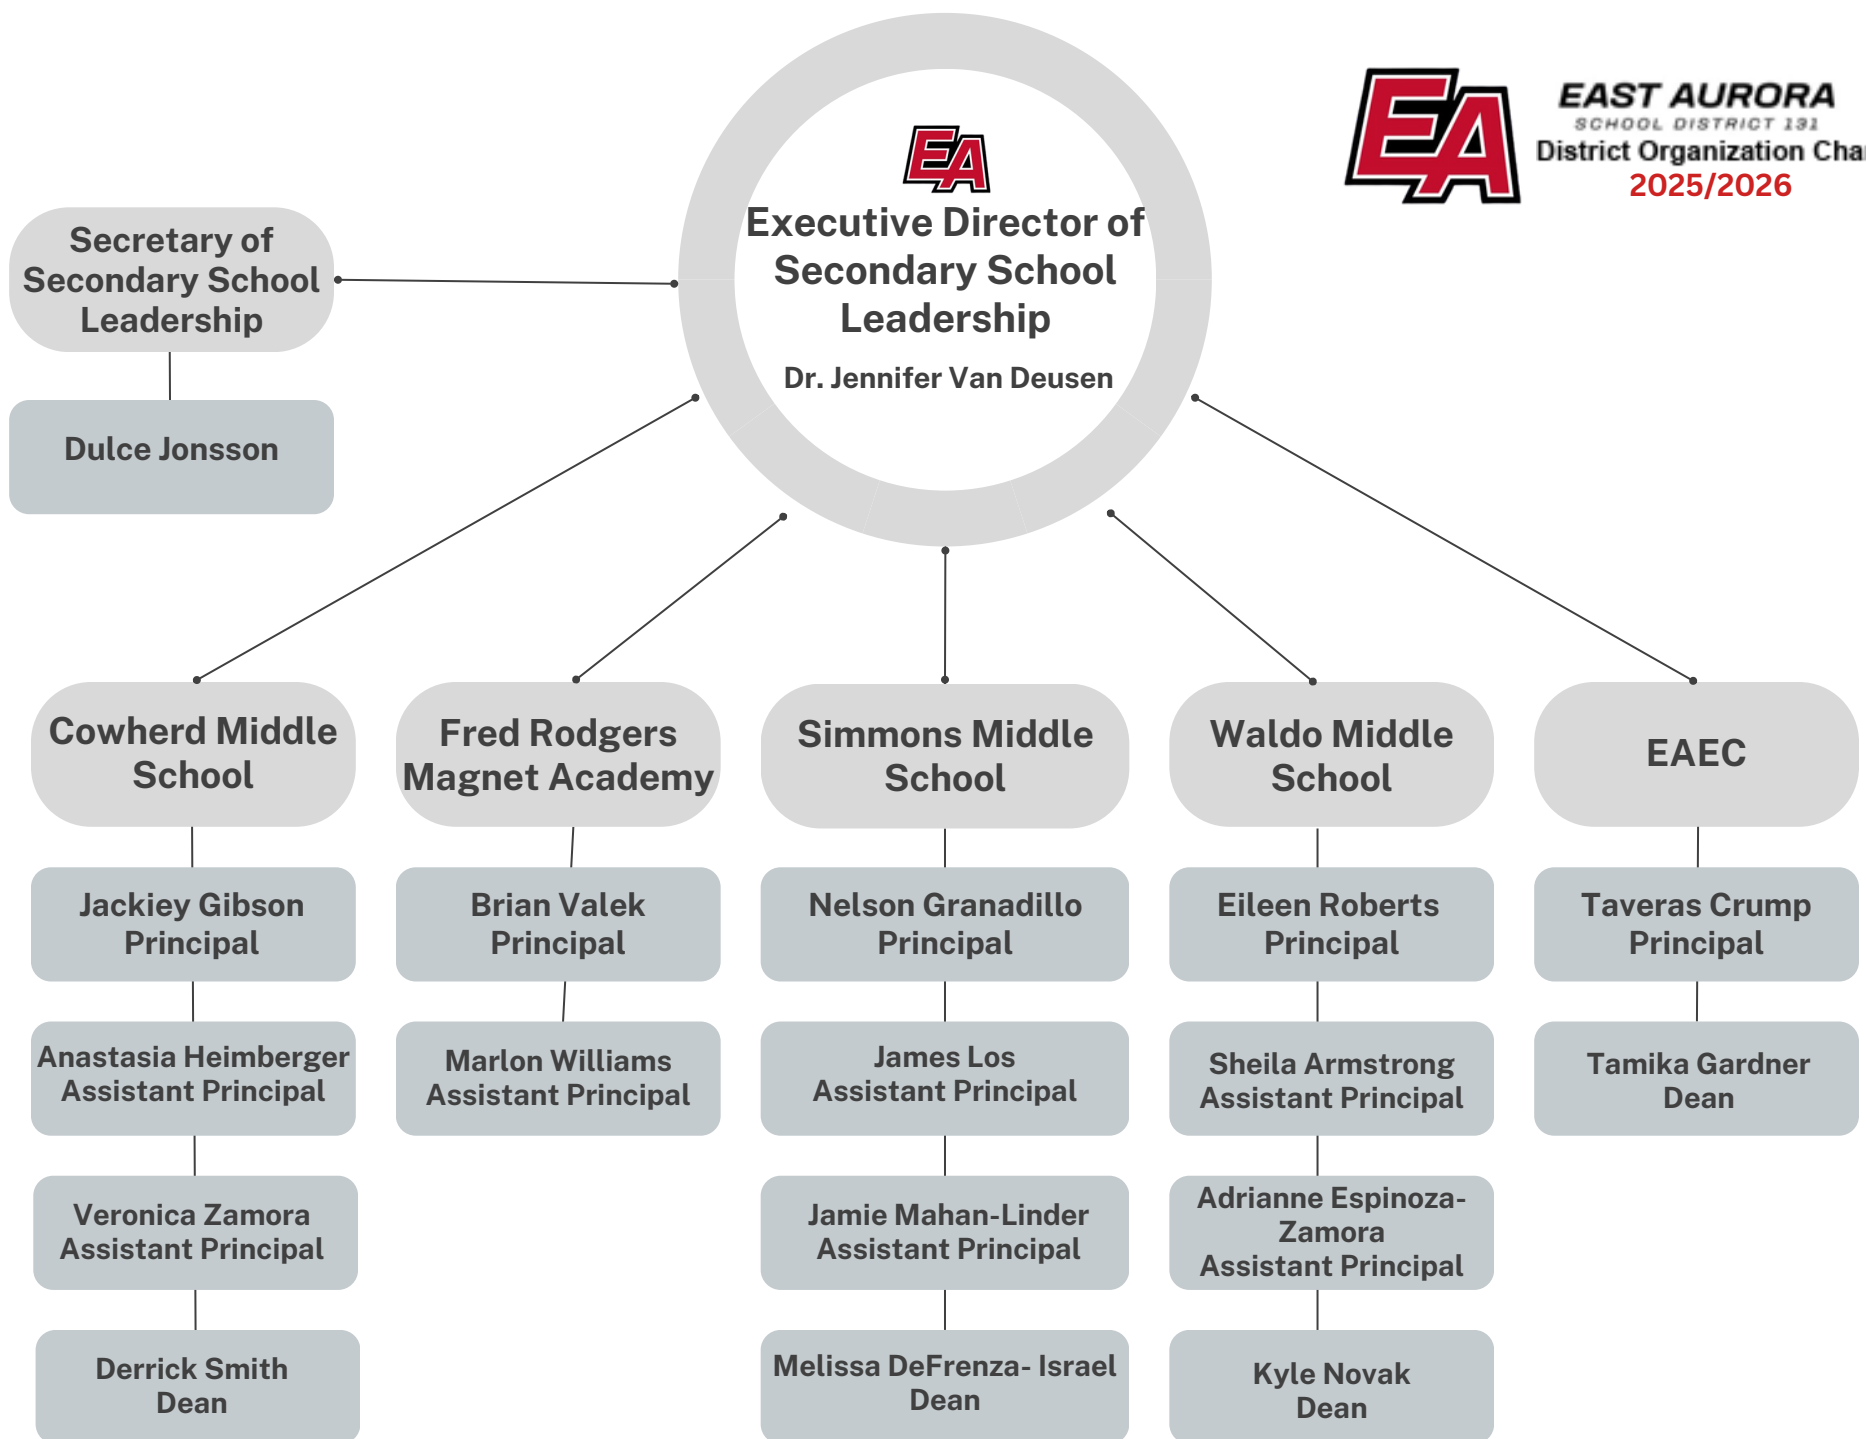 EA
EAST AURORA
SCHOOL DISTRICT 131
District Organization Cha
2025/2026
EA
Executive Director of
Secondary School
Leadership
Dr. Jennifer Van Deusen
Secretary of
Secondary School
Leadership
Dulce Jonsson
Cowherd Middle
School
Jackiey Gibson
Principal
Anastasia Heimberger
Assistant Principal
Veronica Zamora
Assistant Principal
Derrick Smith
Dean
Fred Rodgers
Magnet Academy
Brian Valek
Principal
Marlon Williams
Assistant Principal
Simmons Middle
School
Nelson Granadillo
Principal
James Los
Assistant Principal
Jamie Mahan-Linder
Assistant Principal
Melissa DeFrenza- Israel
Dean
Waldo Middle
School
Eileen Roberts
Principal
Sheila Armstrong
Assistant Principal
Adrianne Espinoza-
Zamora
Assistant Principal
Kyle Novak
Dean
EAEC
Taveras Crump
Principal
Tamika Gardner
Dean